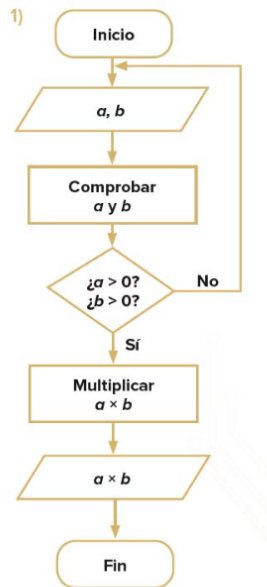 1)
Inicio
a, b
Comprobar
a y b
¿a > 0?
¿b > 0?
No
Sí
Multiplicar
a × b
a × b
Fin